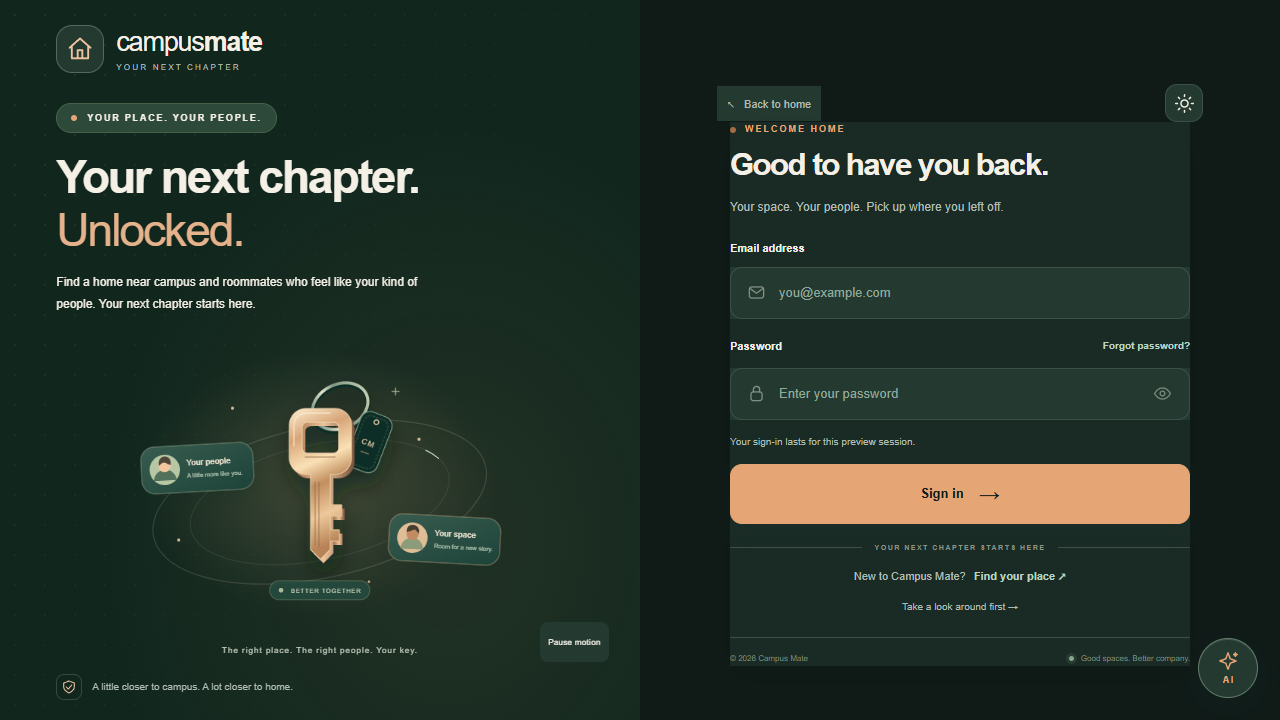 campusmate
YOUR NEXT CHAPTER
YOUR PLACE. YOUR PEOPLE.
Your next chapter.
Unlocked.
Find a home near campus and roommates who feel like your kind of
people. Your next chapter starts here.
CM
Your people
A little more like you.
Your space
Room for a new story.
BETTER TOGETHER
The right place. The right people. Your key.
Pause motion
A little closer to campus. A lot closer to home.
↖ Back to home
WELCOME HOME
Good to have you back.
Your space. Your people. Pick up where you left off.
Email address
you@example.com
Password
Forgot password?
Enter your password
Your sign-in lasts for this preview session.
Sign in →
YOUR NEXT CHAPTER STARTS HERE
New to Campus Mate? Find your place ↗
Take a look around first →
© 2026 Campus Mate
Good spaces. Better company.
AI